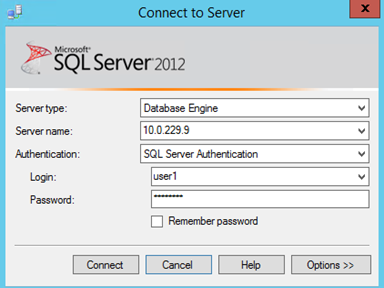 Connect to Server
x
Microsoft®
SQL Server® 2012
Server type: Database Engine
Server name: 10.0.229.9
Authentication: SQL Server Authentication
Login: user1
Password: ********
Remember password
Connect Cancel Help Options >>